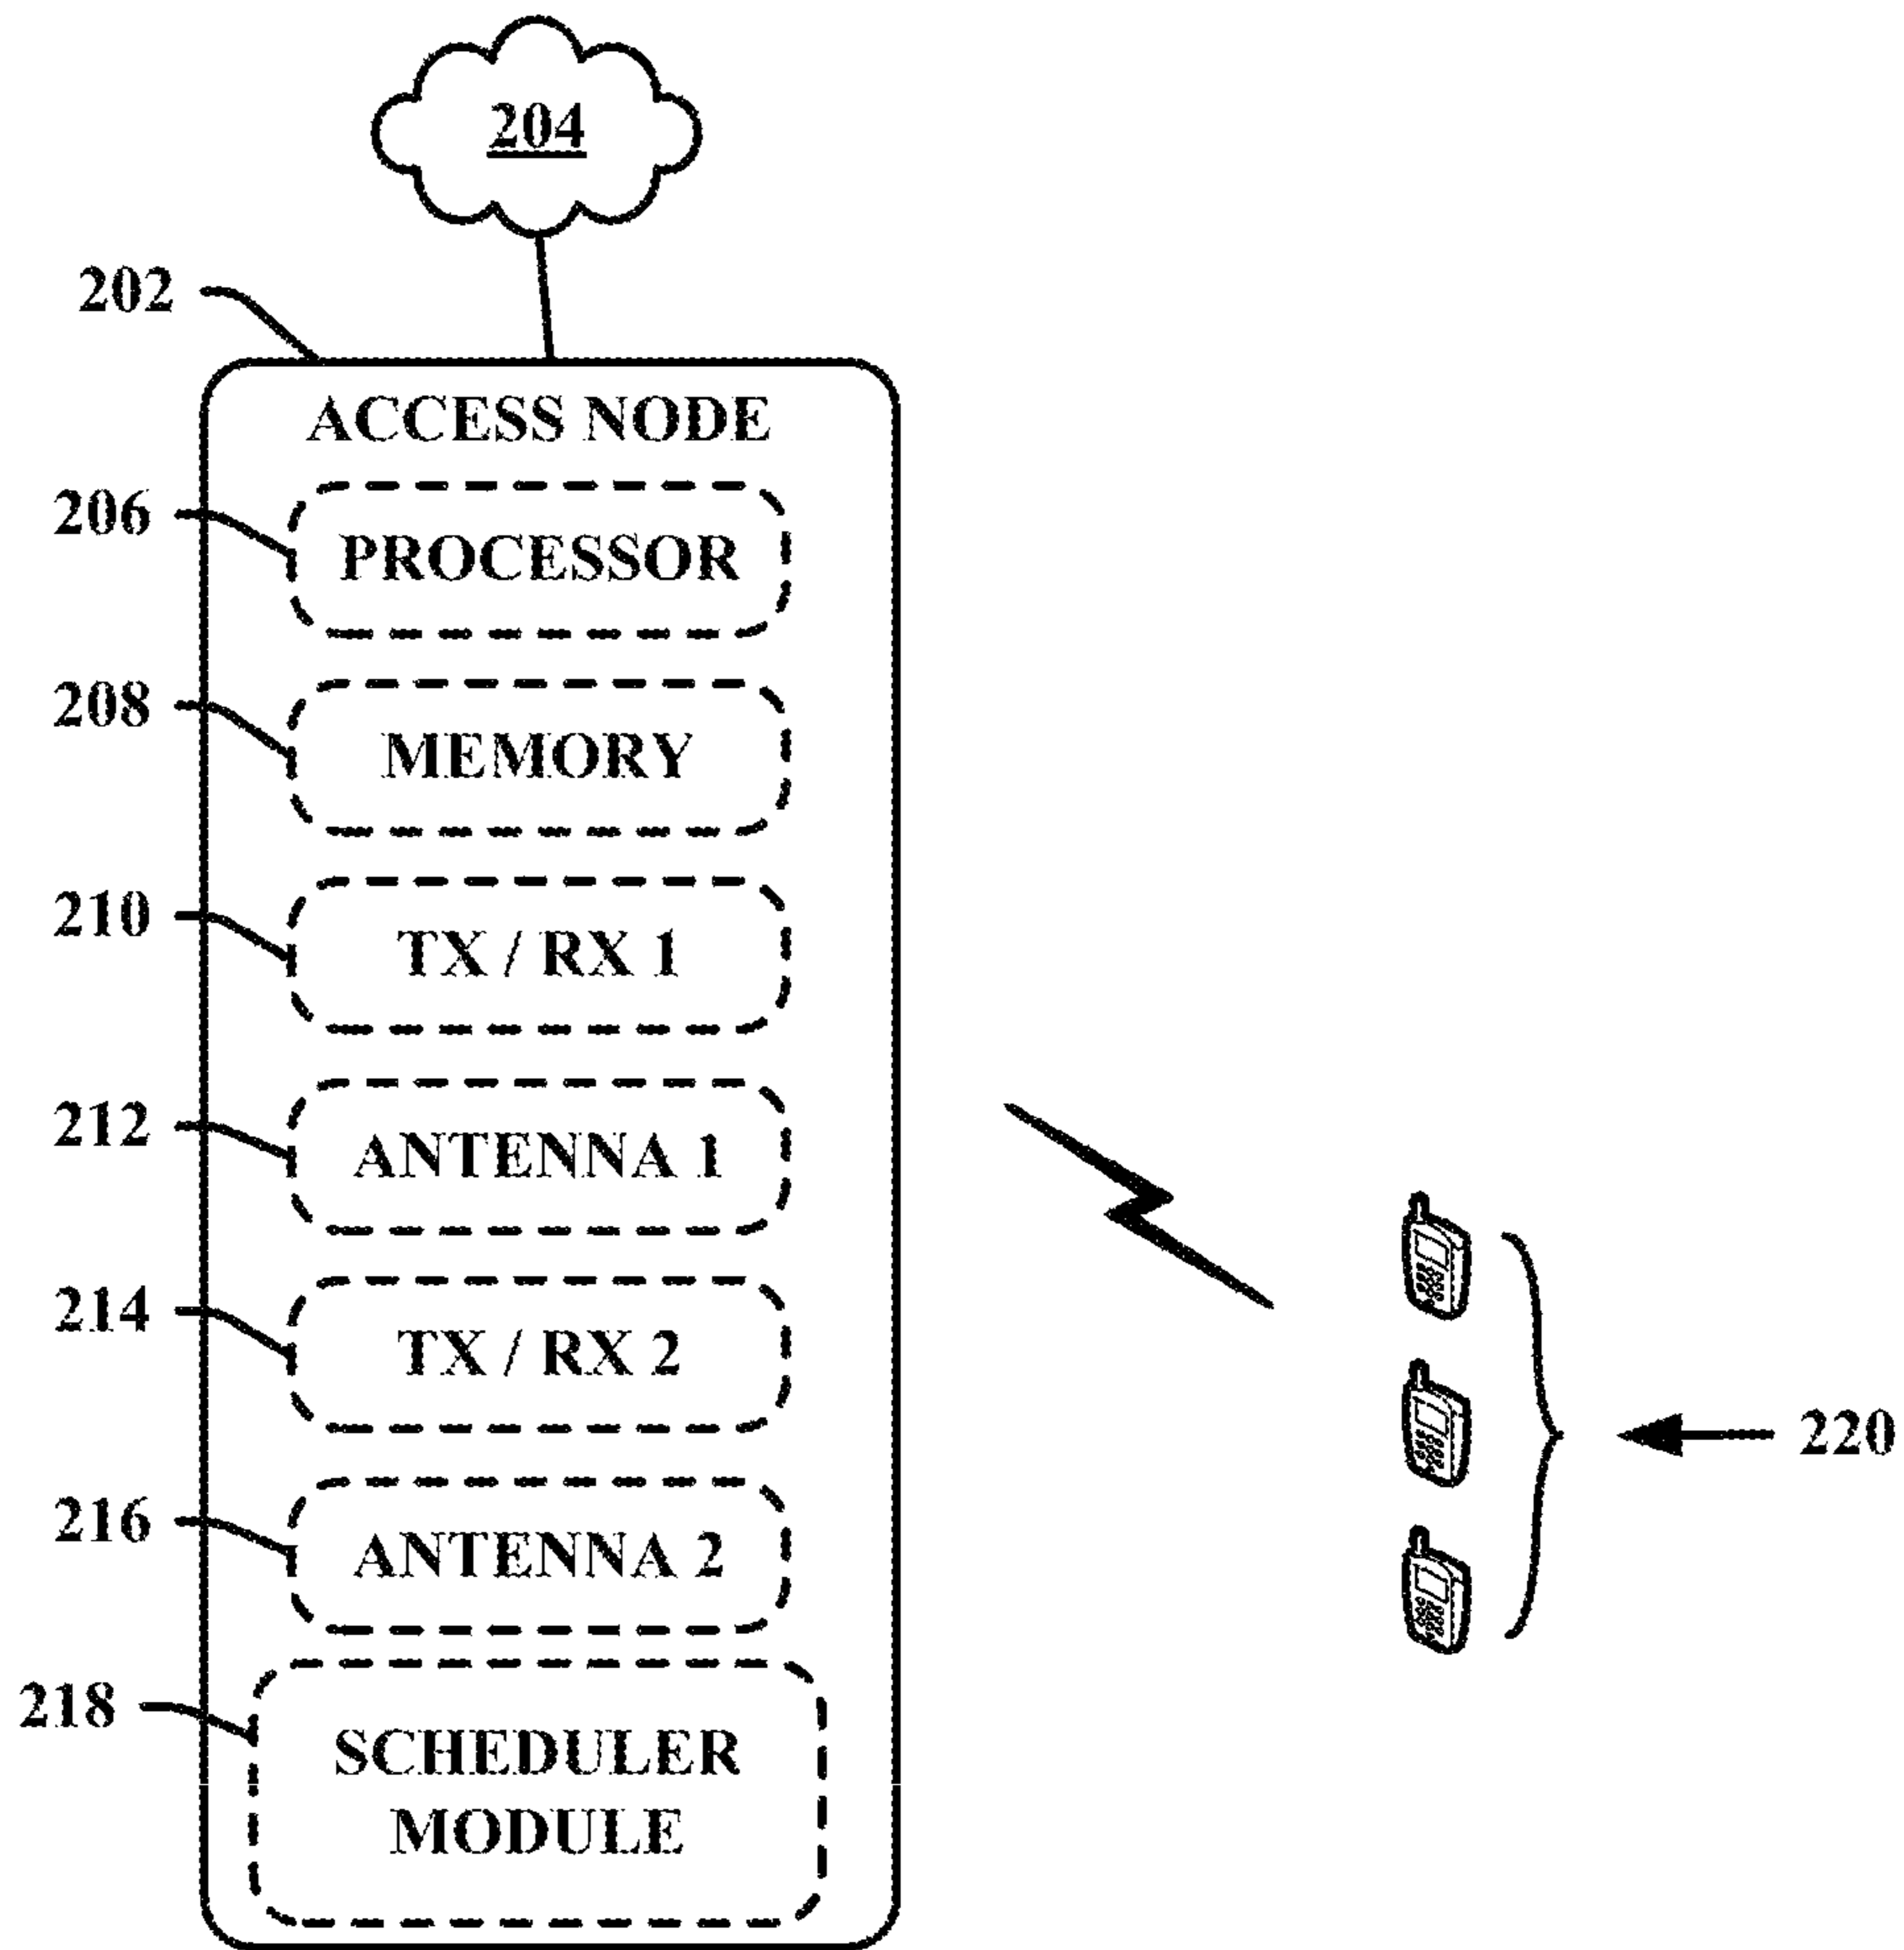 204
202
ACCESS NODE
206
PROCESSOR
208
MEMORY
210
TX / RX 1
212
ANTENNA 1
214
TX / RX 2
220
216
ANTENNA 2
218
SCHEDULER
MODULE